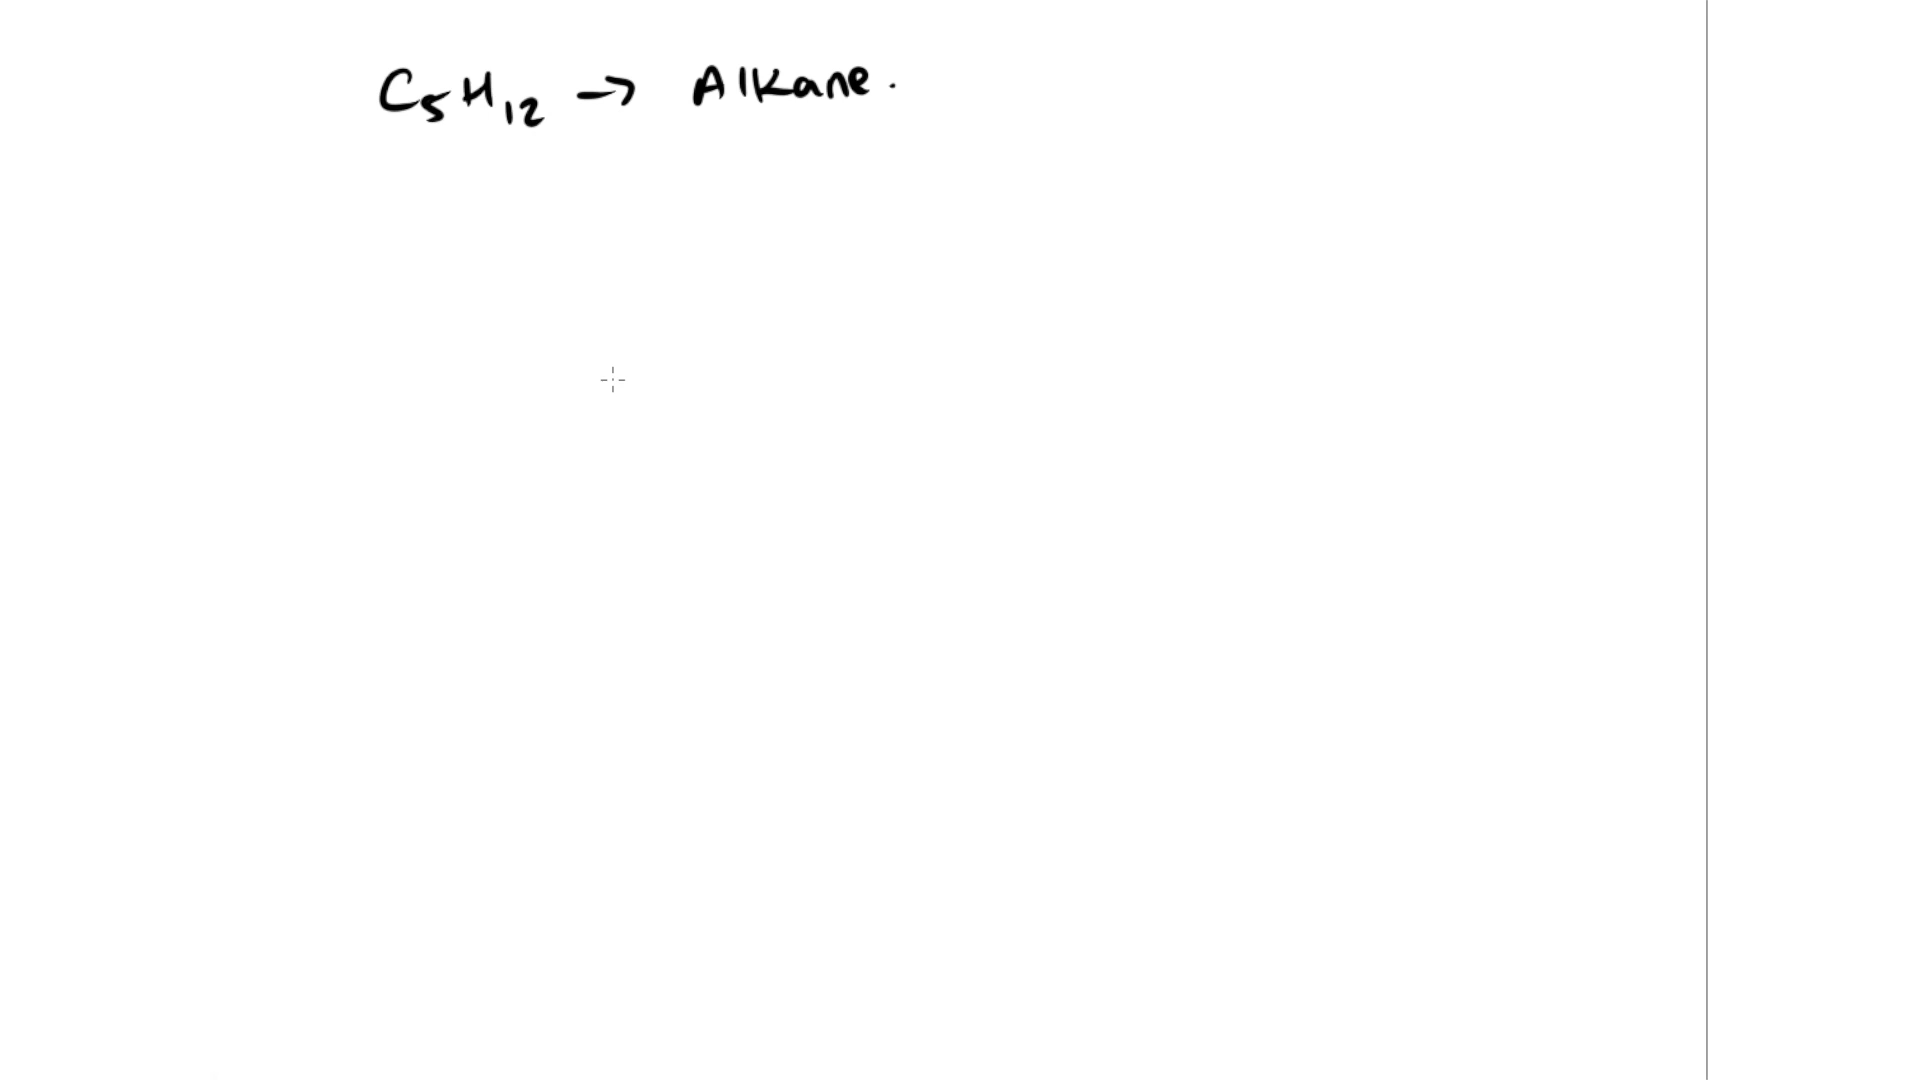 C₅H₁₂ → Alkane.